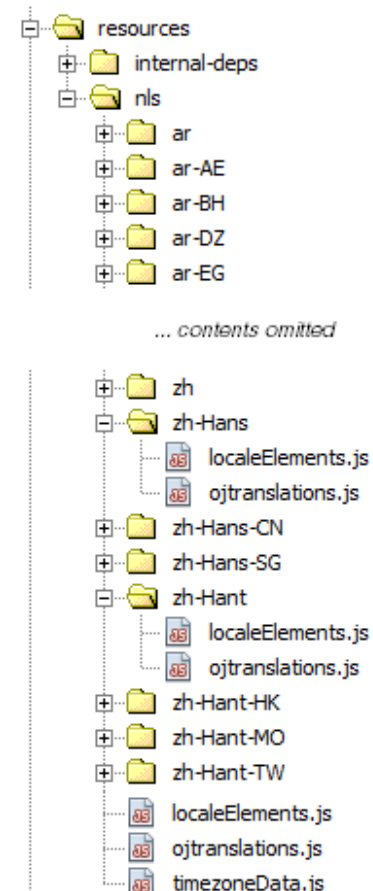 resources
internal-deps
nls
ar
ar-AE
ar-BH
ar-DZ
ar-EG
... contents omitted
zh
zh-Hans
localeElements.js
ojtranslations.js
zh-Hans-CN
zh-Hans-SG
zh-Hant
localeElements.js
ojtranslations.js
zh-Hant-HK
zh-Hant-MO
zh-Hant-TW
localeElements.js
ojtranslations.js
timezoneData.js